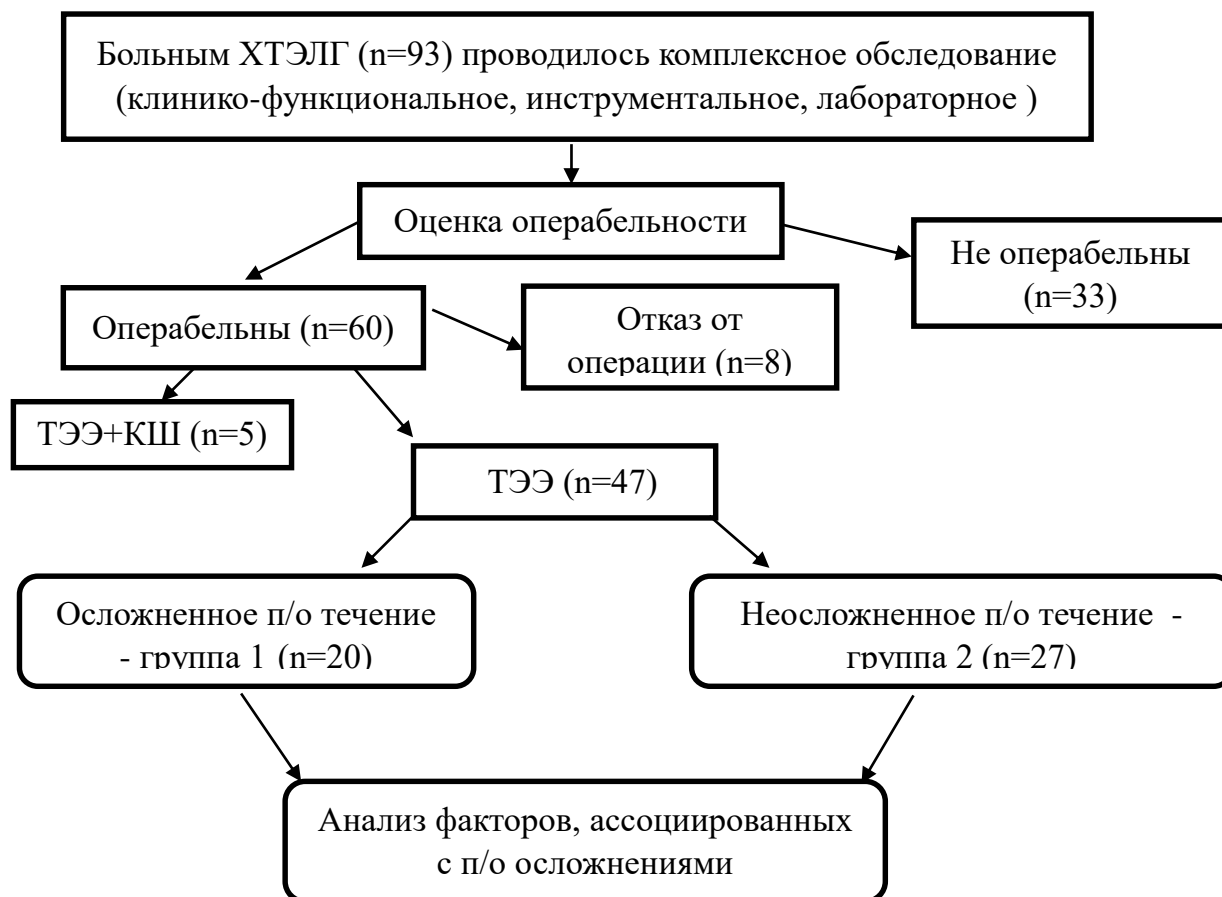 Больным ХТЭЛГ (n=93) проводилось комплексное обследование
(клинико-функциональное, инструментальное, лабораторное )
Оценка операбельности
Не операбельны
(n=33)
Операбельны (n=60)
Отказ от
операции (n=8)
ТЭЭ+КШ (n=5)
ТЭЭ (n=47)
Осложненное п/о течение
- группа 1 (n=20)
Неосложненное п/о течение -
группа 2 (n=27)
Анализ факторов, ассоциированных
с п/о осложнениями